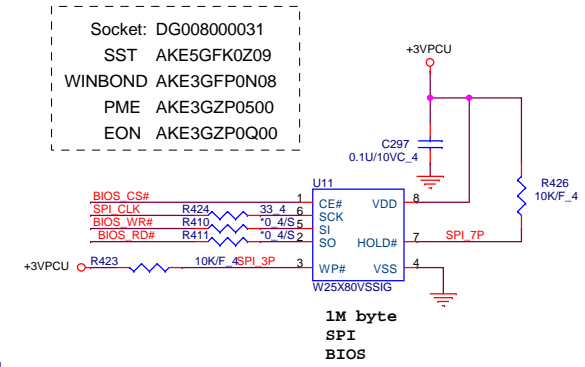 Socket: DG008000031
SST AKE5GFK0Z09
WINBOND AKE3GFP0N08
PME AKE3GZP0500
EON AKE3GZP0Q00
+3VPCU
C297
0.1U/10VC_4
R426
10K/F_4
U11
BIOS_CS# 1 CE# VDD 8
SPI_CLK R424 33_4 6 SCK
BIOS_WR# R410 *0_4/S 5 SI
BIOS_RD# R411 *0_4/S 2 SO HOLD# 7 SPI_7P
+3VPCU R423 10K/F_4 SPI_3P 3 WP# VSS 4
W25X80VSSIG
1M byte
SPI
BIOS